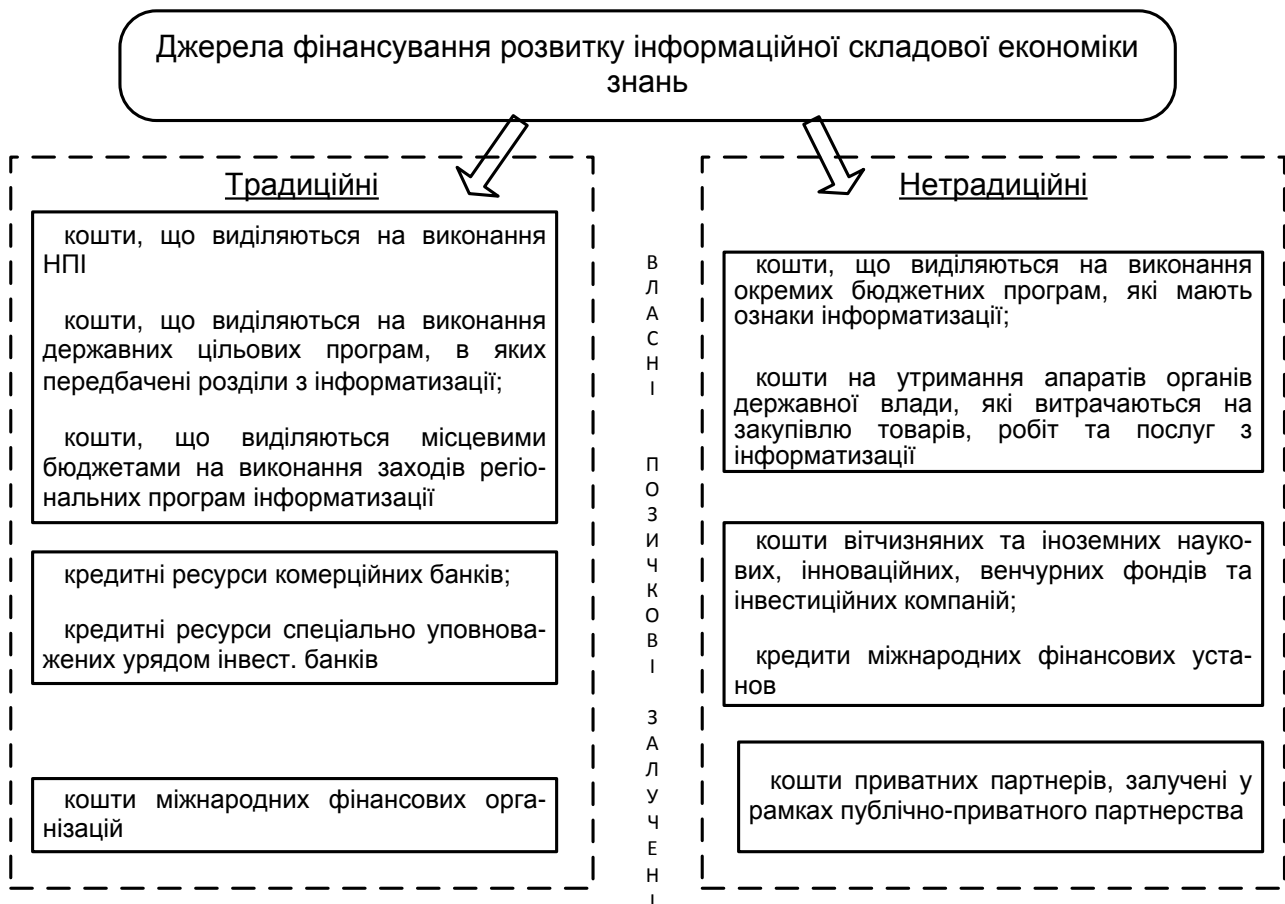 Джерела фінансування розвитку інформаційної складової економіки
знань
Традиційні
кошти, що виділяються на виконання
НПІ
кошти, що виділяються на виконання
державних цільових програм, в яких
передбачені розділи з інформатизації;
кошти, що виділяються місцевими
бюджетами на виконання заходів регіо-
нальних програм інформатизації
кредитні ресурси комерційних банків;
кредитні ресурси спеціально уповнова-
жених урядом інвест. банків
кошти міжнародних фінансових орга-
нізацій
ВЛАСНІ
ПОЗИЧКОВІ
ЗАЛУЧЕНІ
Нетрадиційні
кошти, що виділяються на виконання
окремих бюджетних програм, які мають
ознаки інформатизації;
кошти на утримання апаратів органів
державної влади, які витрачаються на
закупівлю товарів, робіт та послуг з
інформатизації
кошти вітчизняних та іноземних науко-
вих, інноваційних, венчурних фондів та
інвестиційних компаній;
кредити міжнародних фінансових уста-
нов
кошти приватних партнерів, залучені у
рамках публічно-приватного партнерства